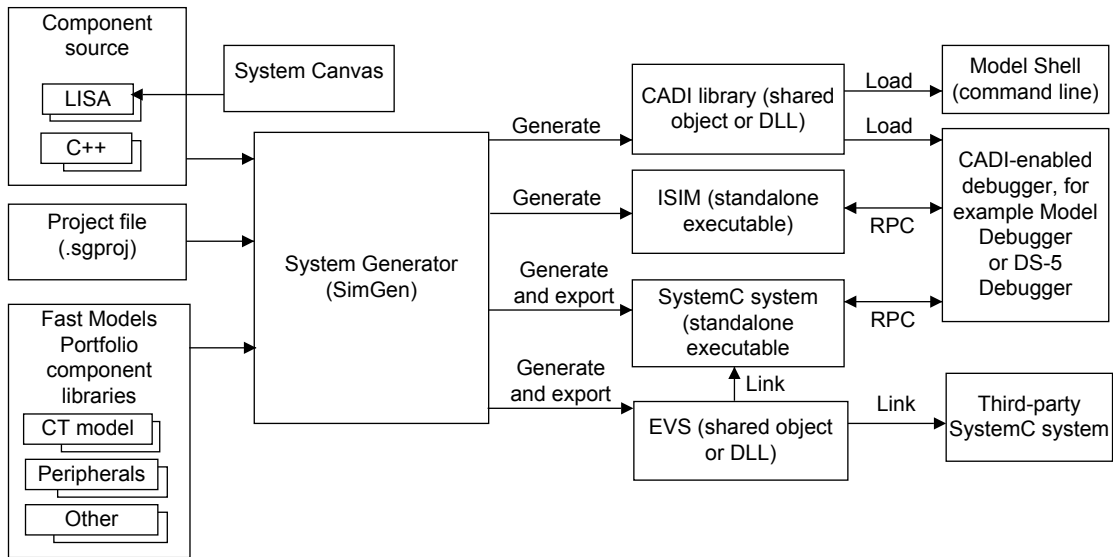 Component
source
LISA
C++
System Canvas
Project file
(.sgproj)
Fast Models
Portfolio
component
libraries
CT model
Peripherals
Other
System Generator
(SimGen)
Generate
Generate
Generate
and export
Generate
and export
CADI library (shared
object or DLL)
ISIM (standalone
executable)
SystemC system
(standalone
executable
Link
EVS (shared object
or DLL)
Load
Load
RPC
RPC
Link
Model Shell
(command line)
CADI-enabled
debugger, for
example Model
Debugger
or DS-5
Debugger
Third-party
SystemC system